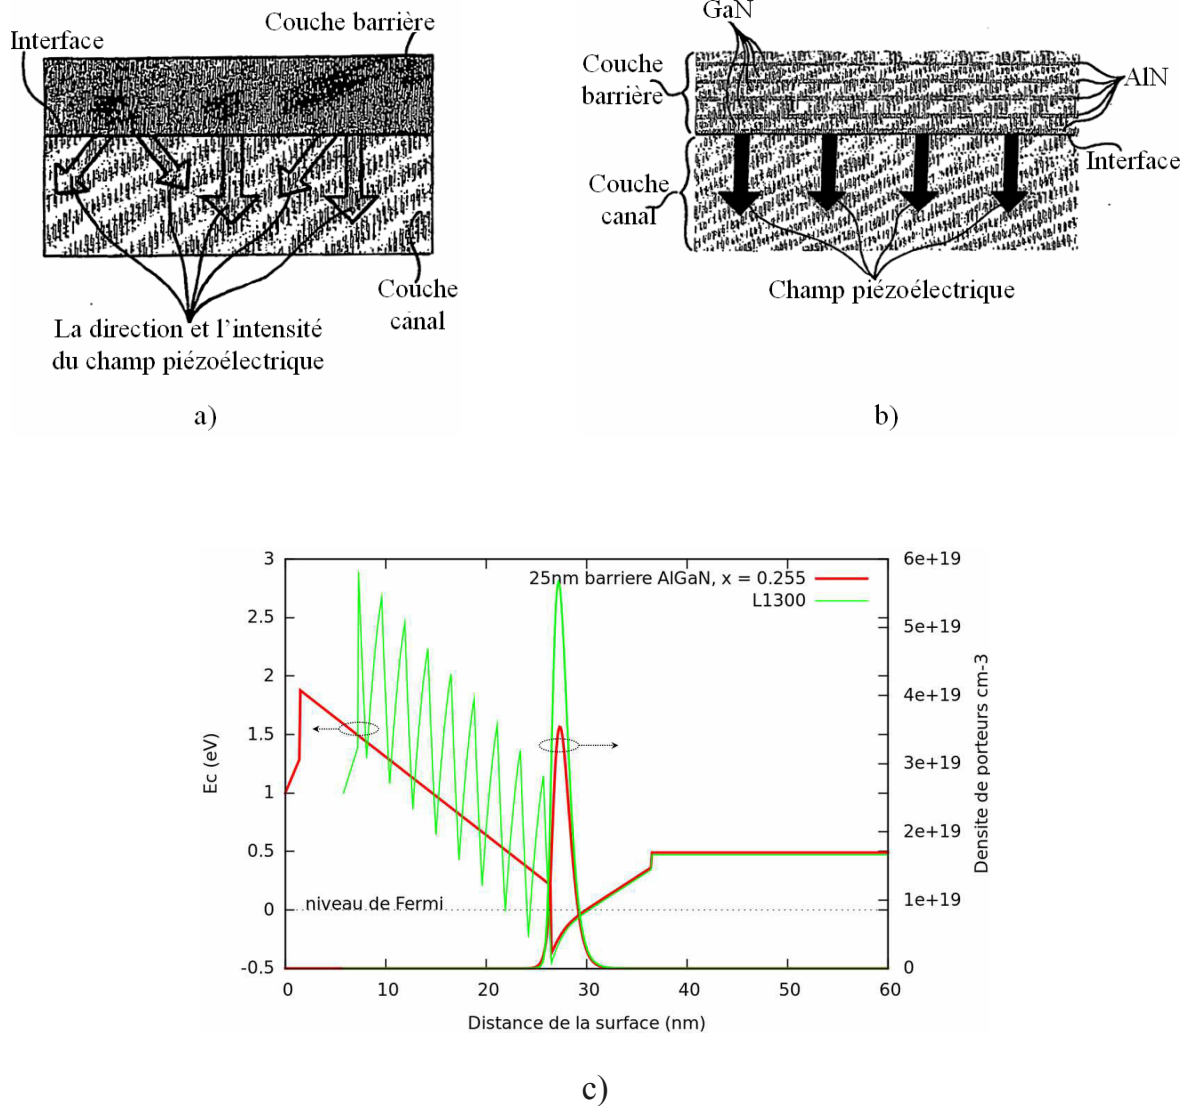 Couche barrière
Interface
Couche
canal
La direction et l'intensité
du champ piézoélectrique
a)
GaN
Couche
barrière
AlN
Interface
Couche
canal
Champ piézoélectrique
b)
3
2.5
2
1.5
1
0.5
0
-0.5
Ec (eV)
25nm barriere AlGaN, x = 0.255
L1300
niveau de Fermi
6e+19
5e+19
4e+19
3e+19
2e+19
1e+19
0
Densite de porteurs cm-3
0 10 20 30 40 50 60
Distance de la surface (nm)
c)